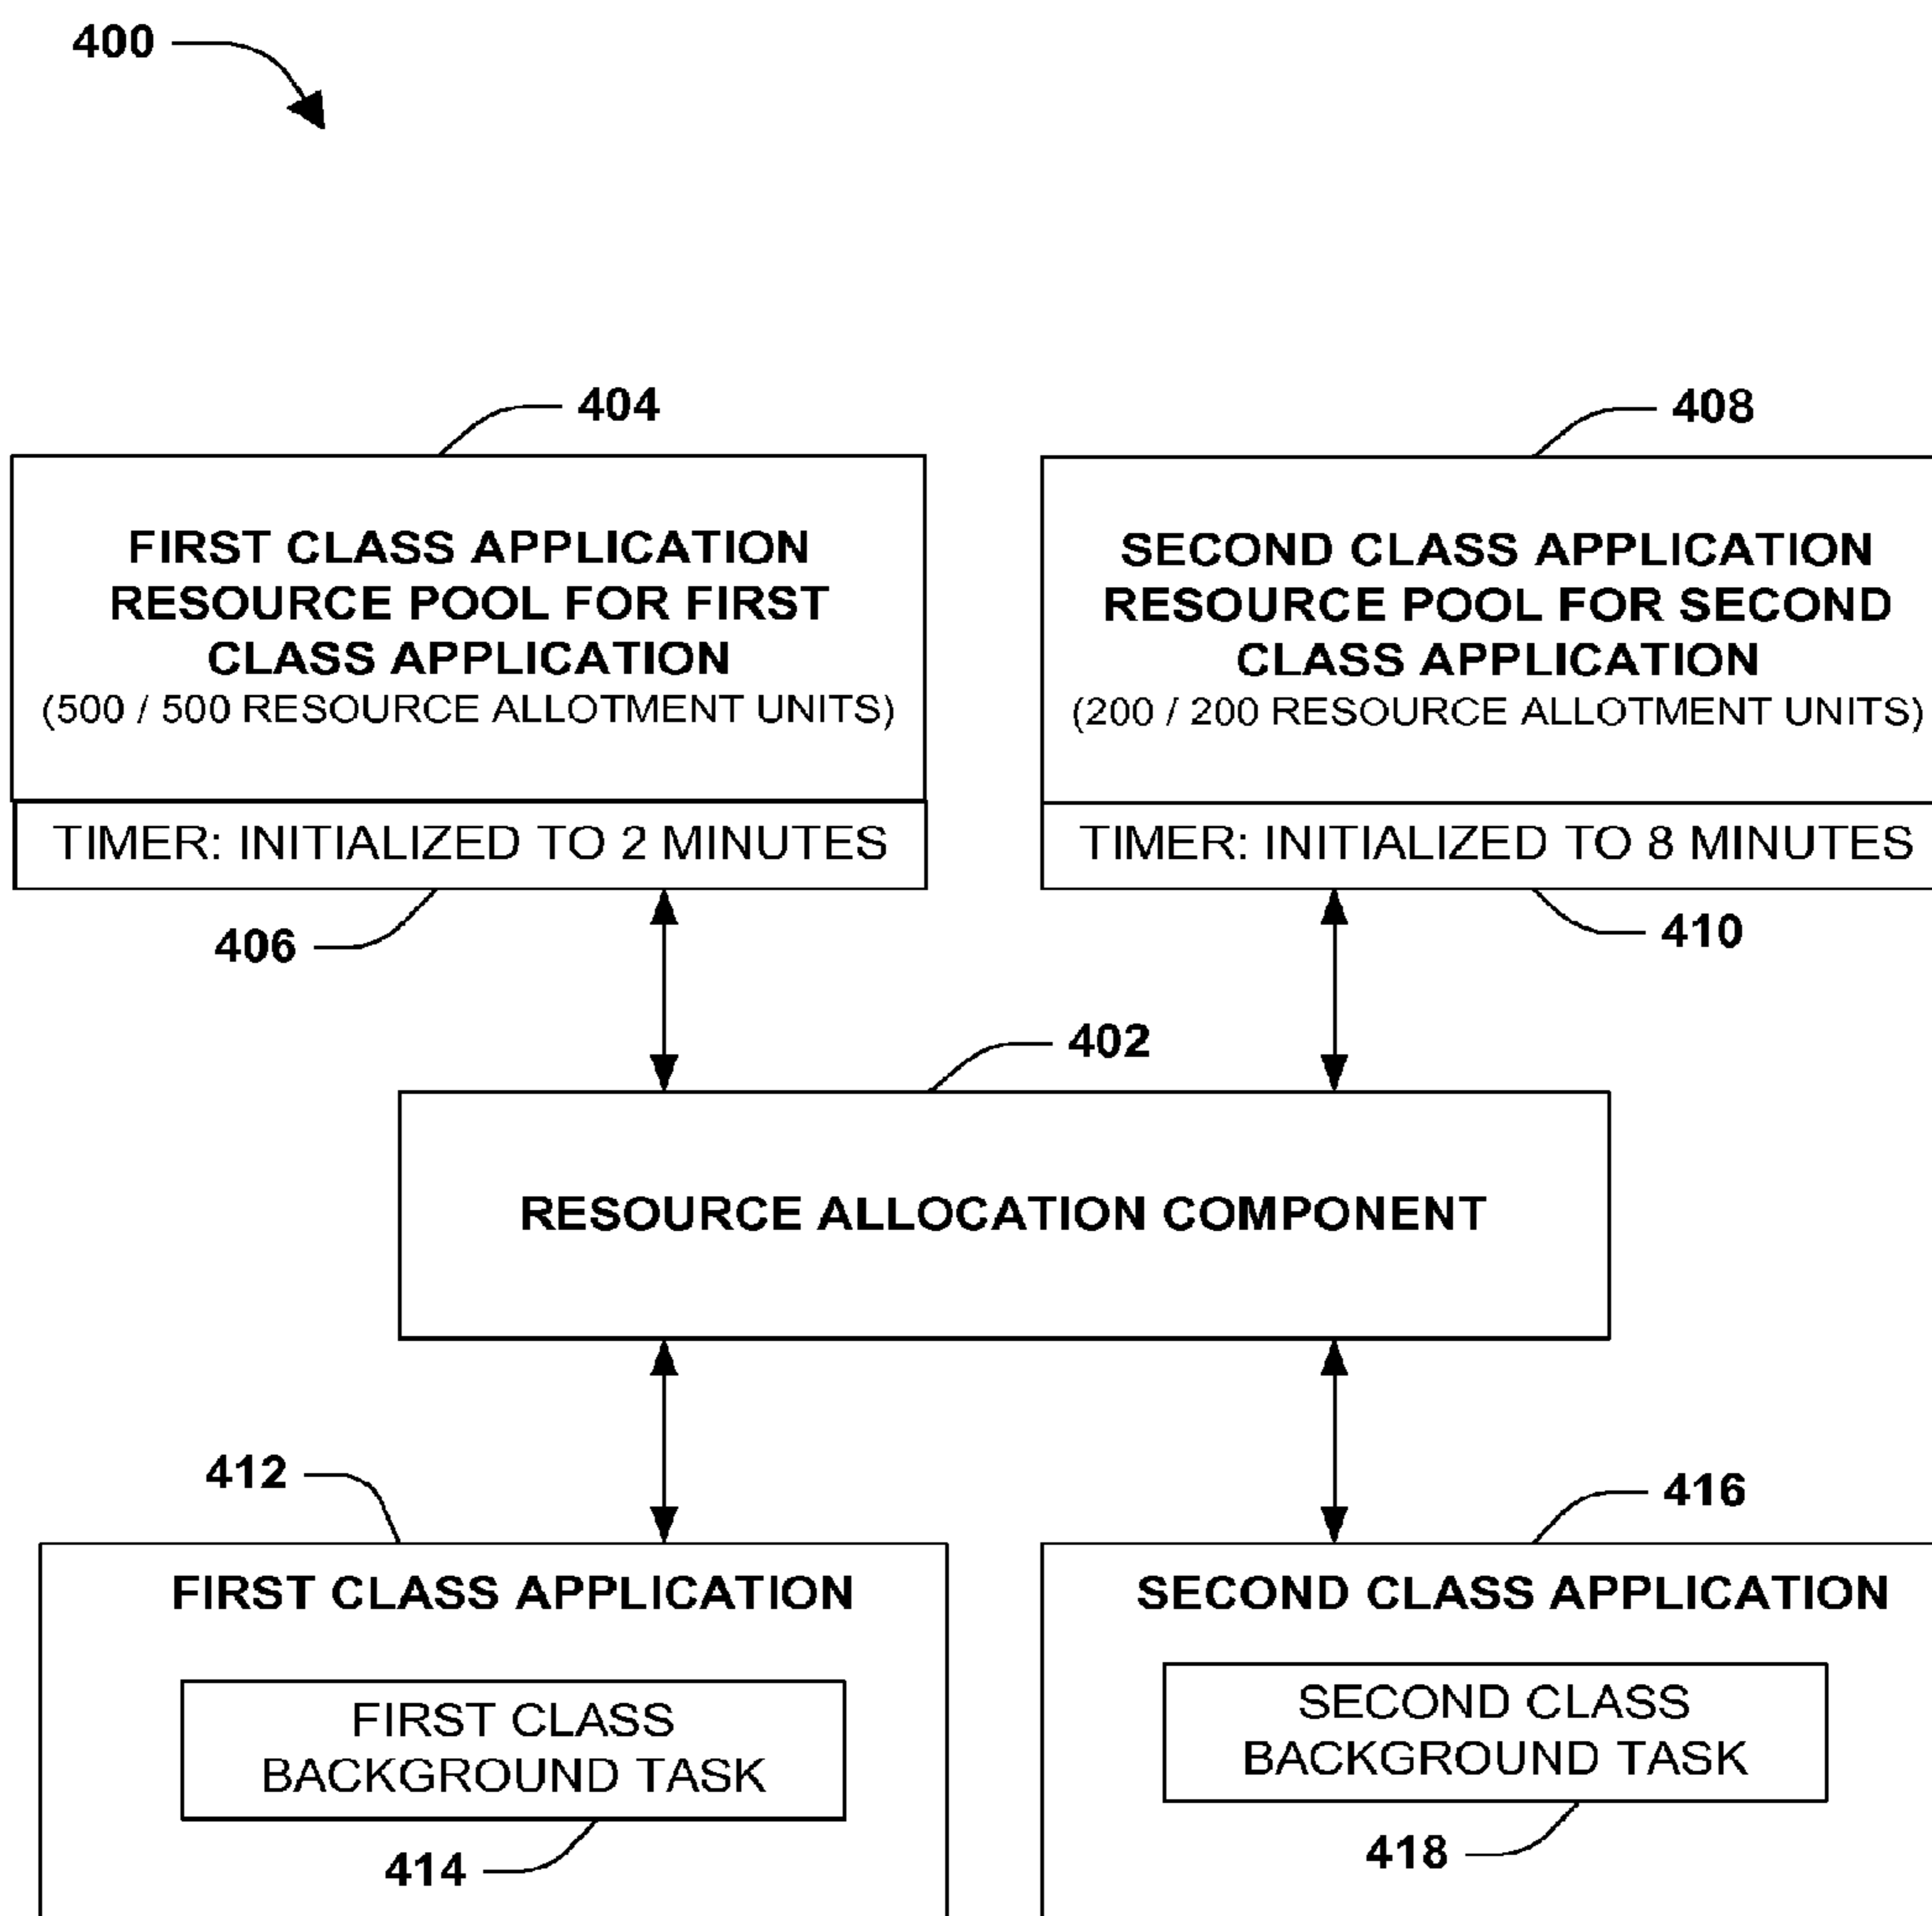 400
404
408
FIRST CLASS APPLICATION
RESOURCE POOL FOR FIRST
CLASS APPLICATION
(500 / 500 RESOURCE ALLOTMENT UNITS)
TIMER: INITIALIZED TO 2 MINUTES
SECOND CLASS APPLICATION
RESOURCE POOL FOR SECOND
CLASS APPLICATION
(200 / 200 RESOURCE ALLOTMENT UNITS)
TIMER: INITIALIZED TO 8 MINUTES
406
410
402
RESOURCE ALLOCATION COMPONENT
412
416
FIRST CLASS APPLICATION
FIRST CLASS
BACKGROUND TASK
414
SECOND CLASS APPLICATION
SECOND CLASS
BACKGROUND TASK
418